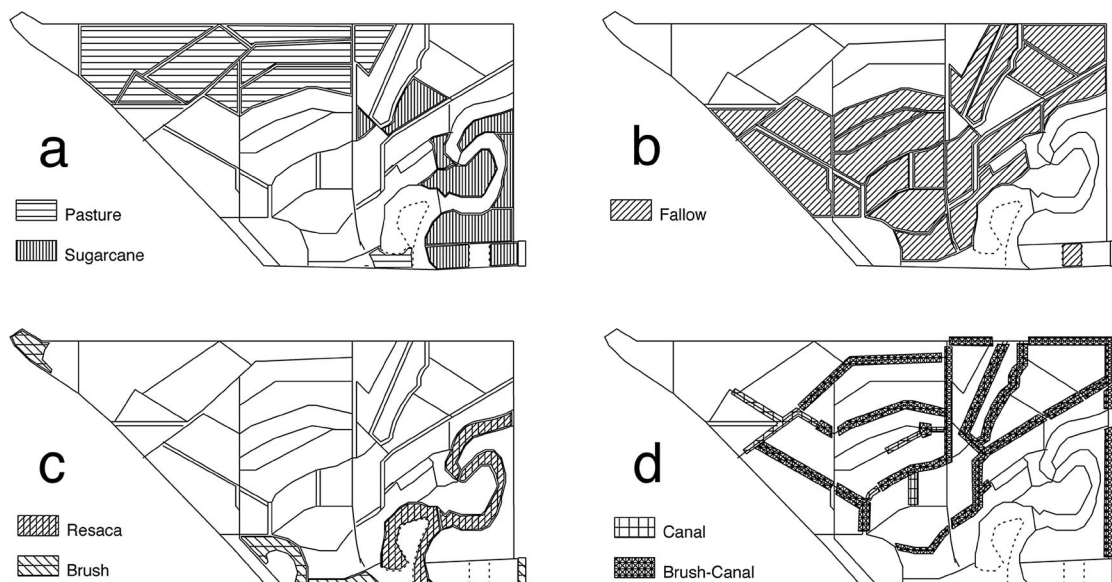 a
Pasture
Sugarcane
b
Fallow
c
Resaca
Brush
d
Canal
Brush-Canal